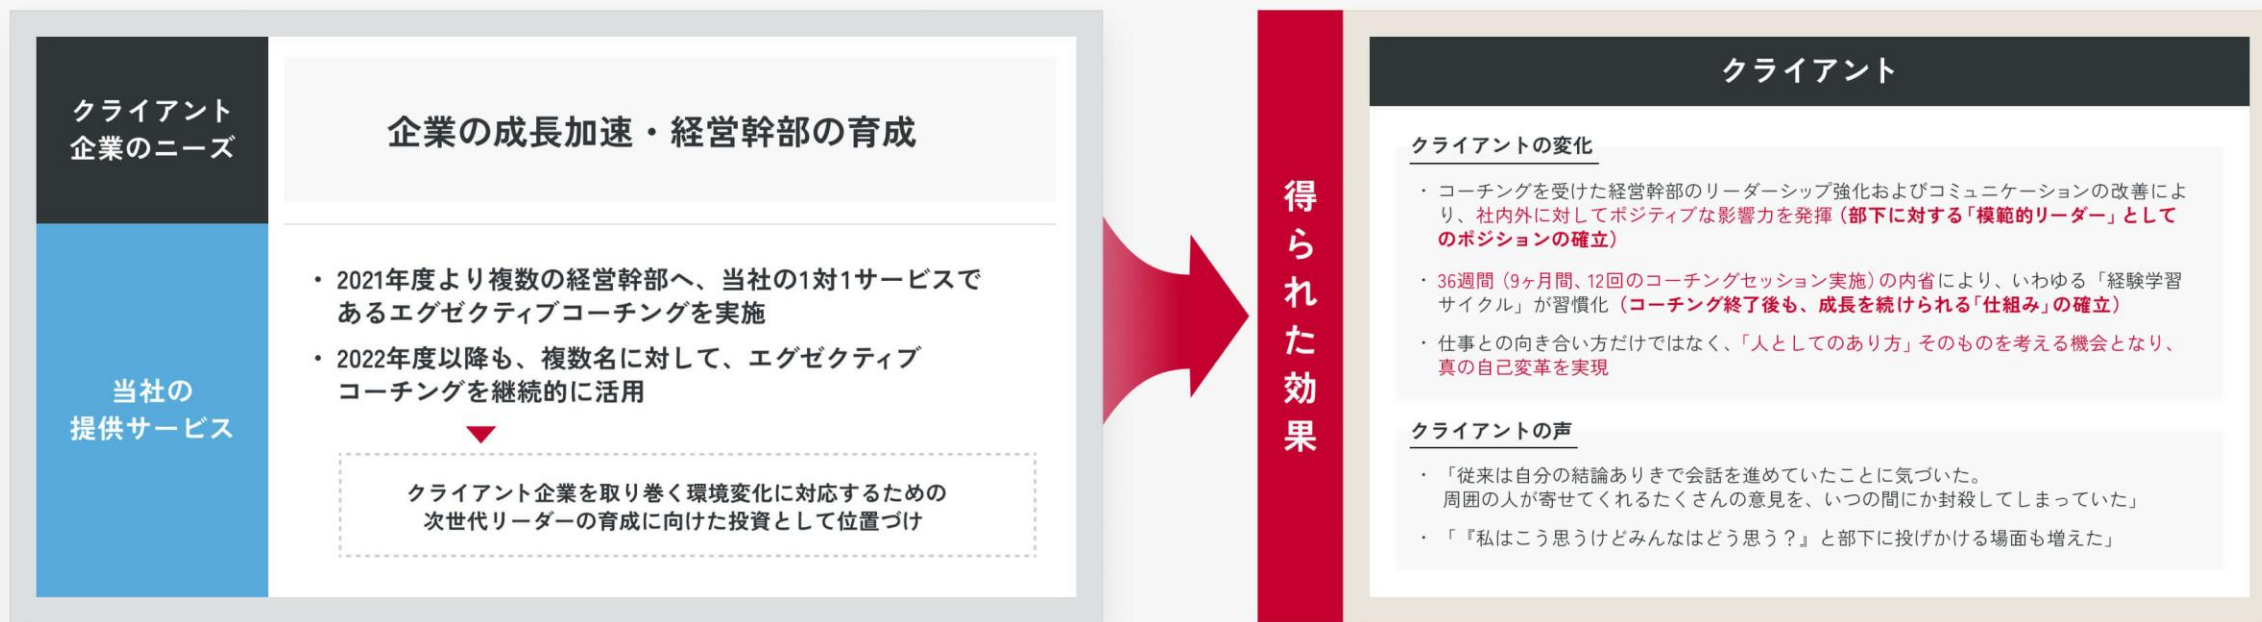 クライアント
企業のニーズ
企業の成長加速・経営幹部の育成
当社の
提供サービス
・2021年度より複数の経営幹部へ、当社の1対1サービスで
あるエグゼクティブコーチングを実施
・2022年度以降も、複数名に対して、エグゼクティブ
コーチングを継続的に活用
クライアント企業を取り巻く環境変化に対応するための
次世代リーダーの育成に向けた投資として位置づけ
得られた効果
クライアント
クライアントの変化
・コーチングを受けた経営幹部のリーダーシップ強化およびコミュニケーションの改善によ
り、社内外に対してポジティブな影響力を発揮（部下に対する「模範的リーダー」として
のポジションの確立）
・36週間（9ヶ月間、12回のコーチングセッション実施）の内省により、いわゆる「経験学習
サイクル」が習慣化（コーチング終了後も、成長を続けられる「仕組み」の確立）
・仕事との向き合い方だけではなく、「人としてのあり方」そのものを考える機会となり、
真の自己変革を実現
クライアントの声
・「従来は自分の結論ありきで会話を進めていたことに気づいた。
周囲の人が寄せてくれるたくさんの意見を、いつの間にか封殺してしまっていた」
・「『私はこう思うけどみんなはどう思う？』と部下に投げかける場面も増えた」